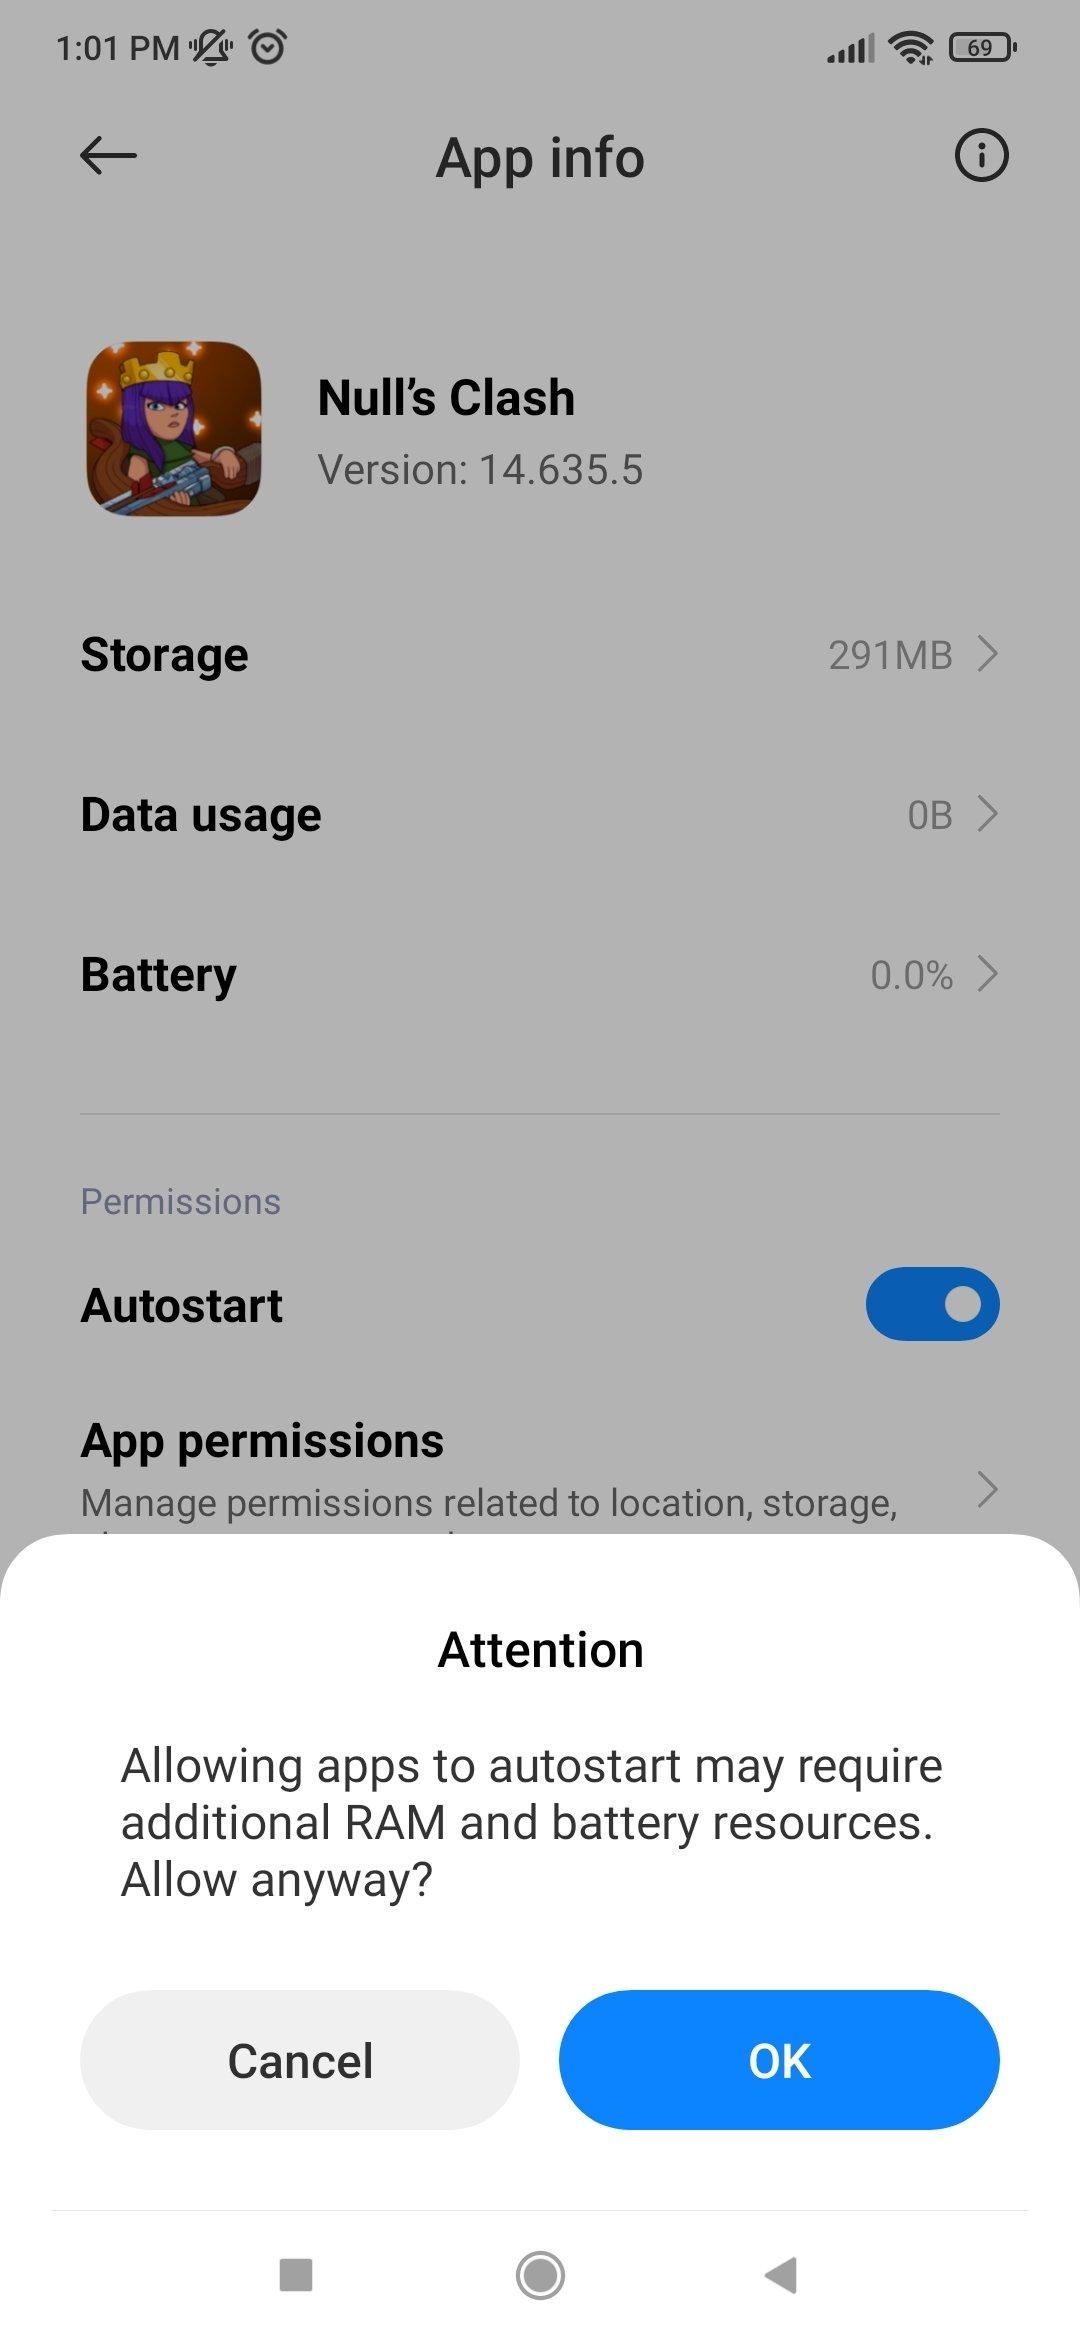 1:01 PM
69
App info
Null's Clash
Version: 14.635.5
Storage
291MB
Data usage
0B
Battery
0.0%
Permissions
Autostart
App permissions
Manage permissions related to location, storage,
Attention
Allowing apps to autostart may require
additional RAM and battery resources.
Allow anyway?
Cancel
OK